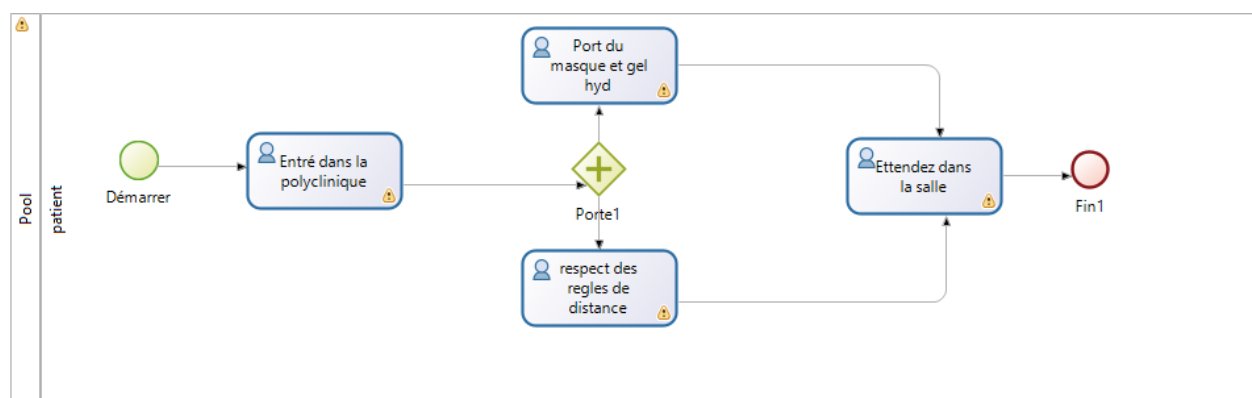 Pool
patient
Démarrer
Entré dans la
polyclinique
Port du
masque et gel
hyd
Porte1
respect des
regles de
distance
Ettendez dans
la salle
Fin1